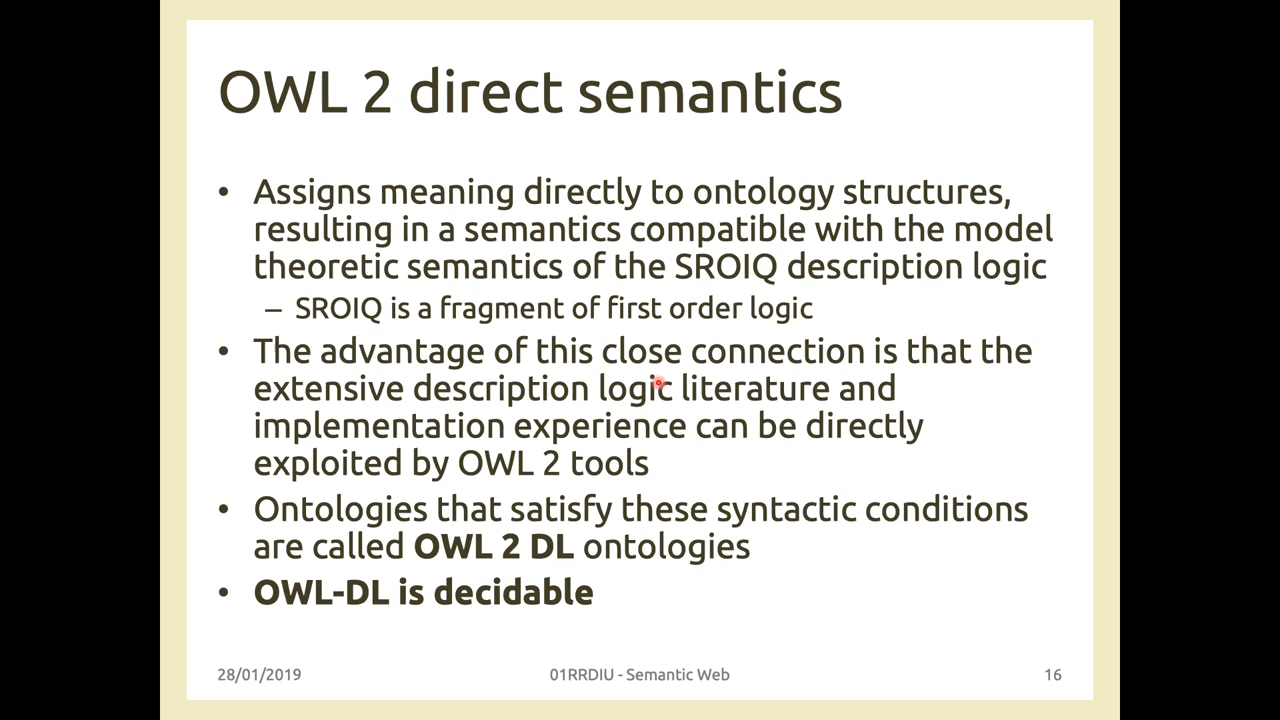 OWL 2 direct semantics
• Assigns meaning directly to ontology structures,
resulting in a semantics compatible with the model
theoretic semantics of the SROIQ description logic
– SROIQ is a fragment of first order logic
• The advantage of this close connection is that the
extensive description logic literature and
implementation experience can be directly
exploited by OWL 2 tools
• Ontologies that satisfy these syntactic conditions
are called OWL 2 DL ontologies
• OWL-DL is decidable
28/01/2019 01RRDIU - Semantic Web 16